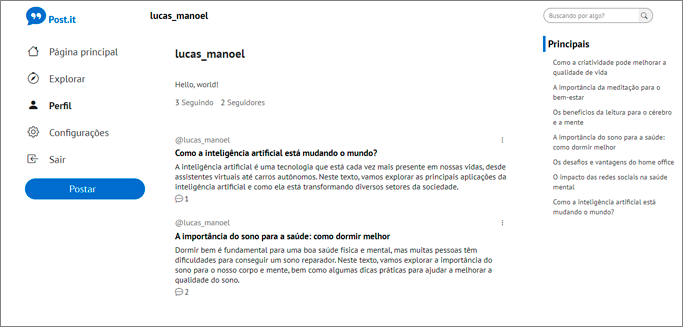 Post.it
Página principal
Explorar
Perfil
Configurações
Sair
Postar
lucas_manoel
lucas_manoel
Hello, world!
3 Seguindo 2 Seguidores
@lucas_manoel
Como a inteligência artificial está mudando o mundo?
A inteligência artificial é uma tecnologia que está cada vez mais presente em nossas vidas, desde
assistentes virtuais até carros autônomos. Neste texto, vamos explorar as principais aplicações da
inteligência artificial e como ela está transformando diversos setores da sociedade.
1
@lucas_manoel
A importância do sono para a saúde: como dormir melhor
Dormir bem é fundamental para uma boa saúde física e mental, mas muitas pessoas têm
dificuldades para conseguir um sono reparador. Neste texto, vamos explorar a importância do
sono para o nosso corpo e mente, bem como algumas dicas práticas para ajudar a melhorar a
qualidade do sono.
2
Buscando por algo?
Principais
Como a criatividade pode melhorar a
qualidade de vida
A importância da meditação para o
bem-estar
Os benefícios da leitura para o cérebro
e a mente
A importância do sono para a saúde:
como dormir melhor
Os desafios e vantagens do home office
O impacto das redes sociais na saúde
mental
Como a inteligência artificial está
mudando o mundo?